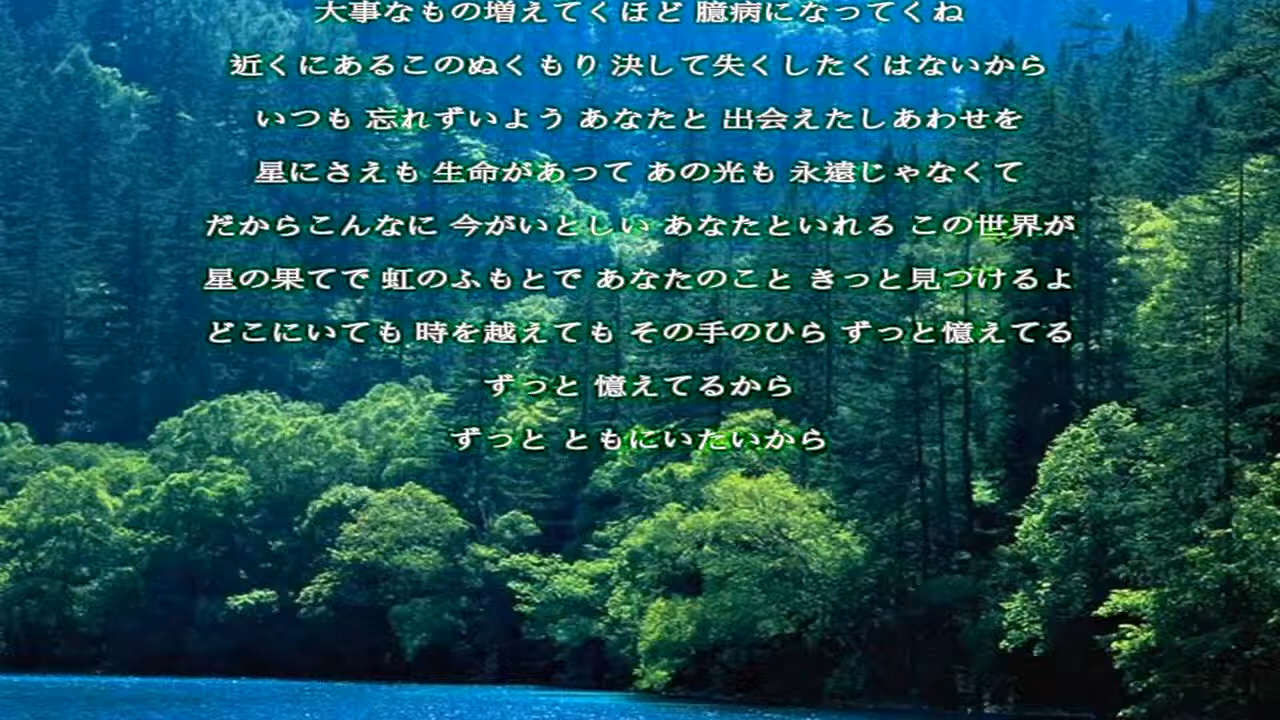 大事なもの増えてくほど 臆病になってくね
近くにあるこのぬくもり 決して失くしたくはないから
いつも 忘れずいよう あなたと 出会えたしあわせを
星にさえも 生命があって あの光も 永遠じゃなくて
だからこんなに 今がいとしい あなたといれる この世界が
星の果てで 虹のふもとで あなたのこと きっと見つけるよ
どこにいても 時を越えても その手のひら ずっと憶えてる
ずっと 憶えてるから
ずっと ともにいたいから